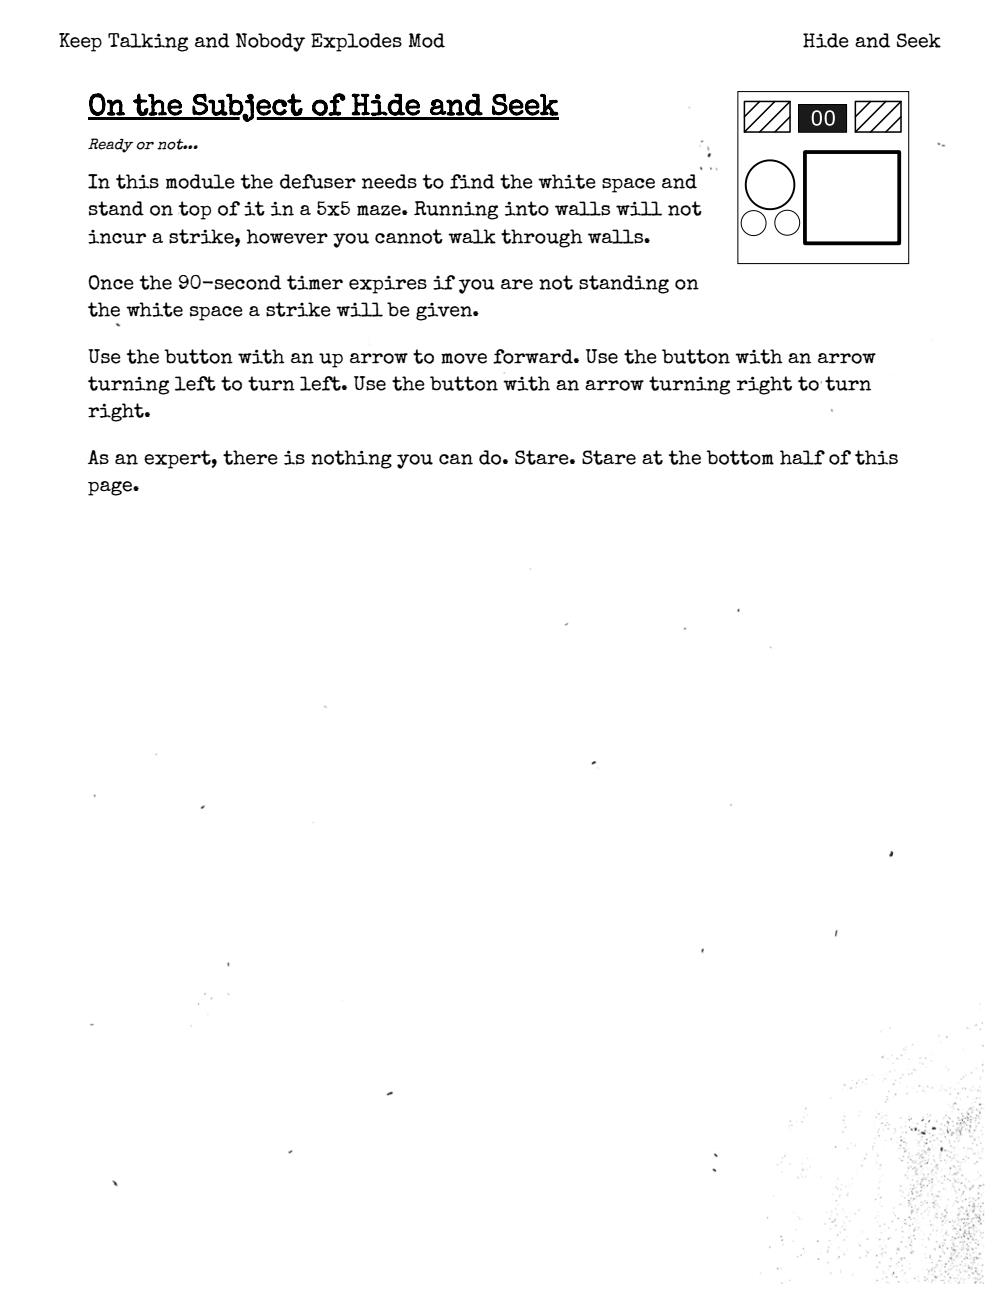 Keep Talking and Nobody Explodes Mod
Hide and Seek
On the Subject of Hide and Seek
Ready or not...
00
In this module the defuser needs to find the white space and
stand on top of it in a 5x5 maze. Running into walls will not
incur a strike, however you cannot walk through walls.
Once the 90-second timer expires if you are not standing on
the white space a strike will be given.
Use the button with an up arrow to move forward. Use the button with an arrow
turning left to turn left. Use the button with an arrow turning right to turn
right.
As an expert, there is nothing you can do. Stare. Stare at the bottom half of this
page.